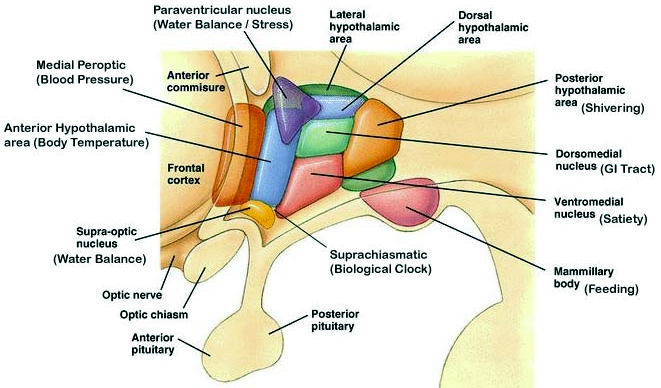 Paraventricular nucleus
(Water Balance / Stress)
Lateral
hypothalamic
area
Dorsal
hypothalamic
area
Medial Peroptic
(Blood Pressure)
Anterior
commisure
Posterior
hypothalamic
area (Shivering)
Anterior Hypothalamic
area (Body Temperature)
Dorsomedial
nucleus (GI Tract)
Frontal
cortex
Ventromedial
nucleus (Satiety)
Supra-optic
nucleus
(Water Balance)
Suprachiasmatic
(Biological Clock)
Mammillary
body (Feeding)
Optic nerve
Optic chiasm
Posterior
pituitary
Anterior
pituitary